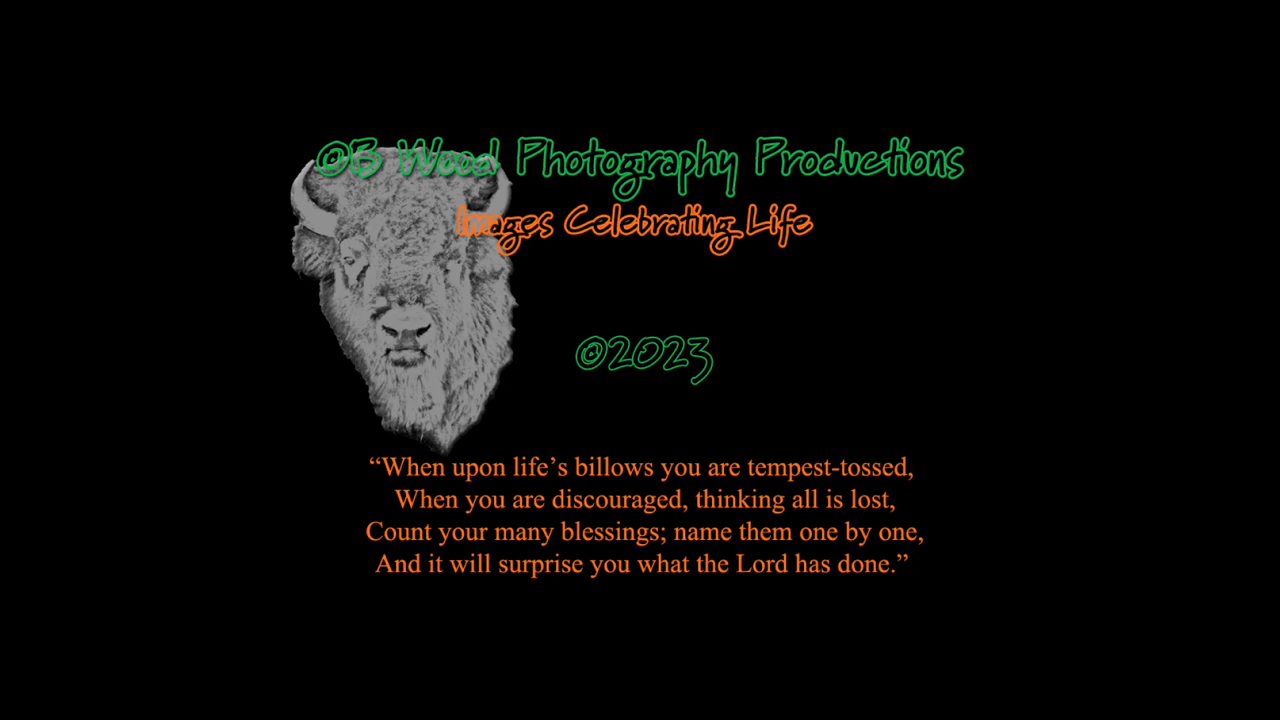 ©B Wood Photography Productions
Images Celebrating Life
©2023
“When upon life’s billows you are tempest-tossed,
When you are discouraged, thinking all is lost,
Count your many blessings; name them one by one,
And it will surprise you what the Lord has done.”